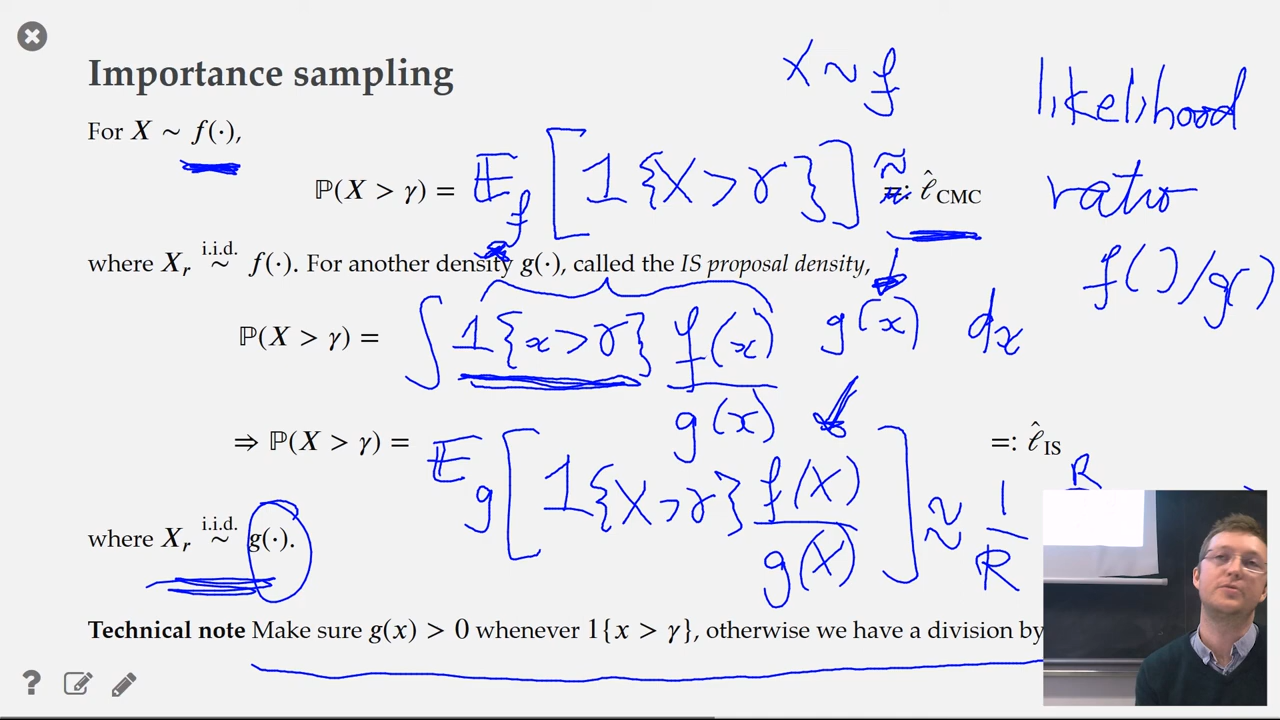 Importance sampling
X ~ f
likelihood
ratio
f( )/g( )
For X ∼ f(·),
ℙ(X > γ) = 𝔼_f [ 1{X > γ} ] ≈ =: ℓ̂_CMC
where X_r i.i.d. ∼ f(·). For another density g(·), called the IS proposal density,
ℙ(X > γ) = ∫ 1{x > γ} f(x)/g(x) g(x) dx
⇒ ℙ(X > γ) = 𝔼_g [ 1{X > γ} f(X)/g(X) ] ≈ 1/R R =: ℓ̂_IS
where X_r i.i.d. ∼ g(·).
Technical note Make sure g(x) > 0 whenever 1{x > γ}, otherwise we have a division by
?